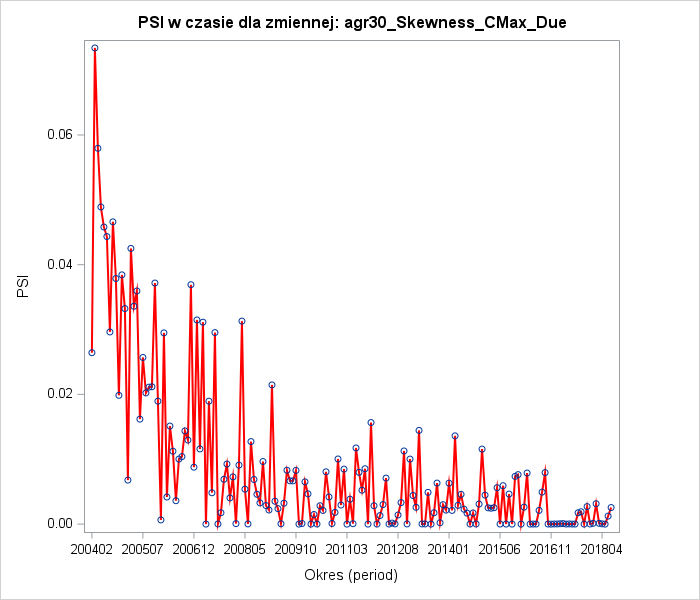 PSI w czasie dla zmiennej: agr30_Skewness_CMax_Due
0.06
0.04
0.02
0.00
PSI
200402 200507 200612 200805 200910 201103 201208 201401 201506 201611 201804
Okres (period)